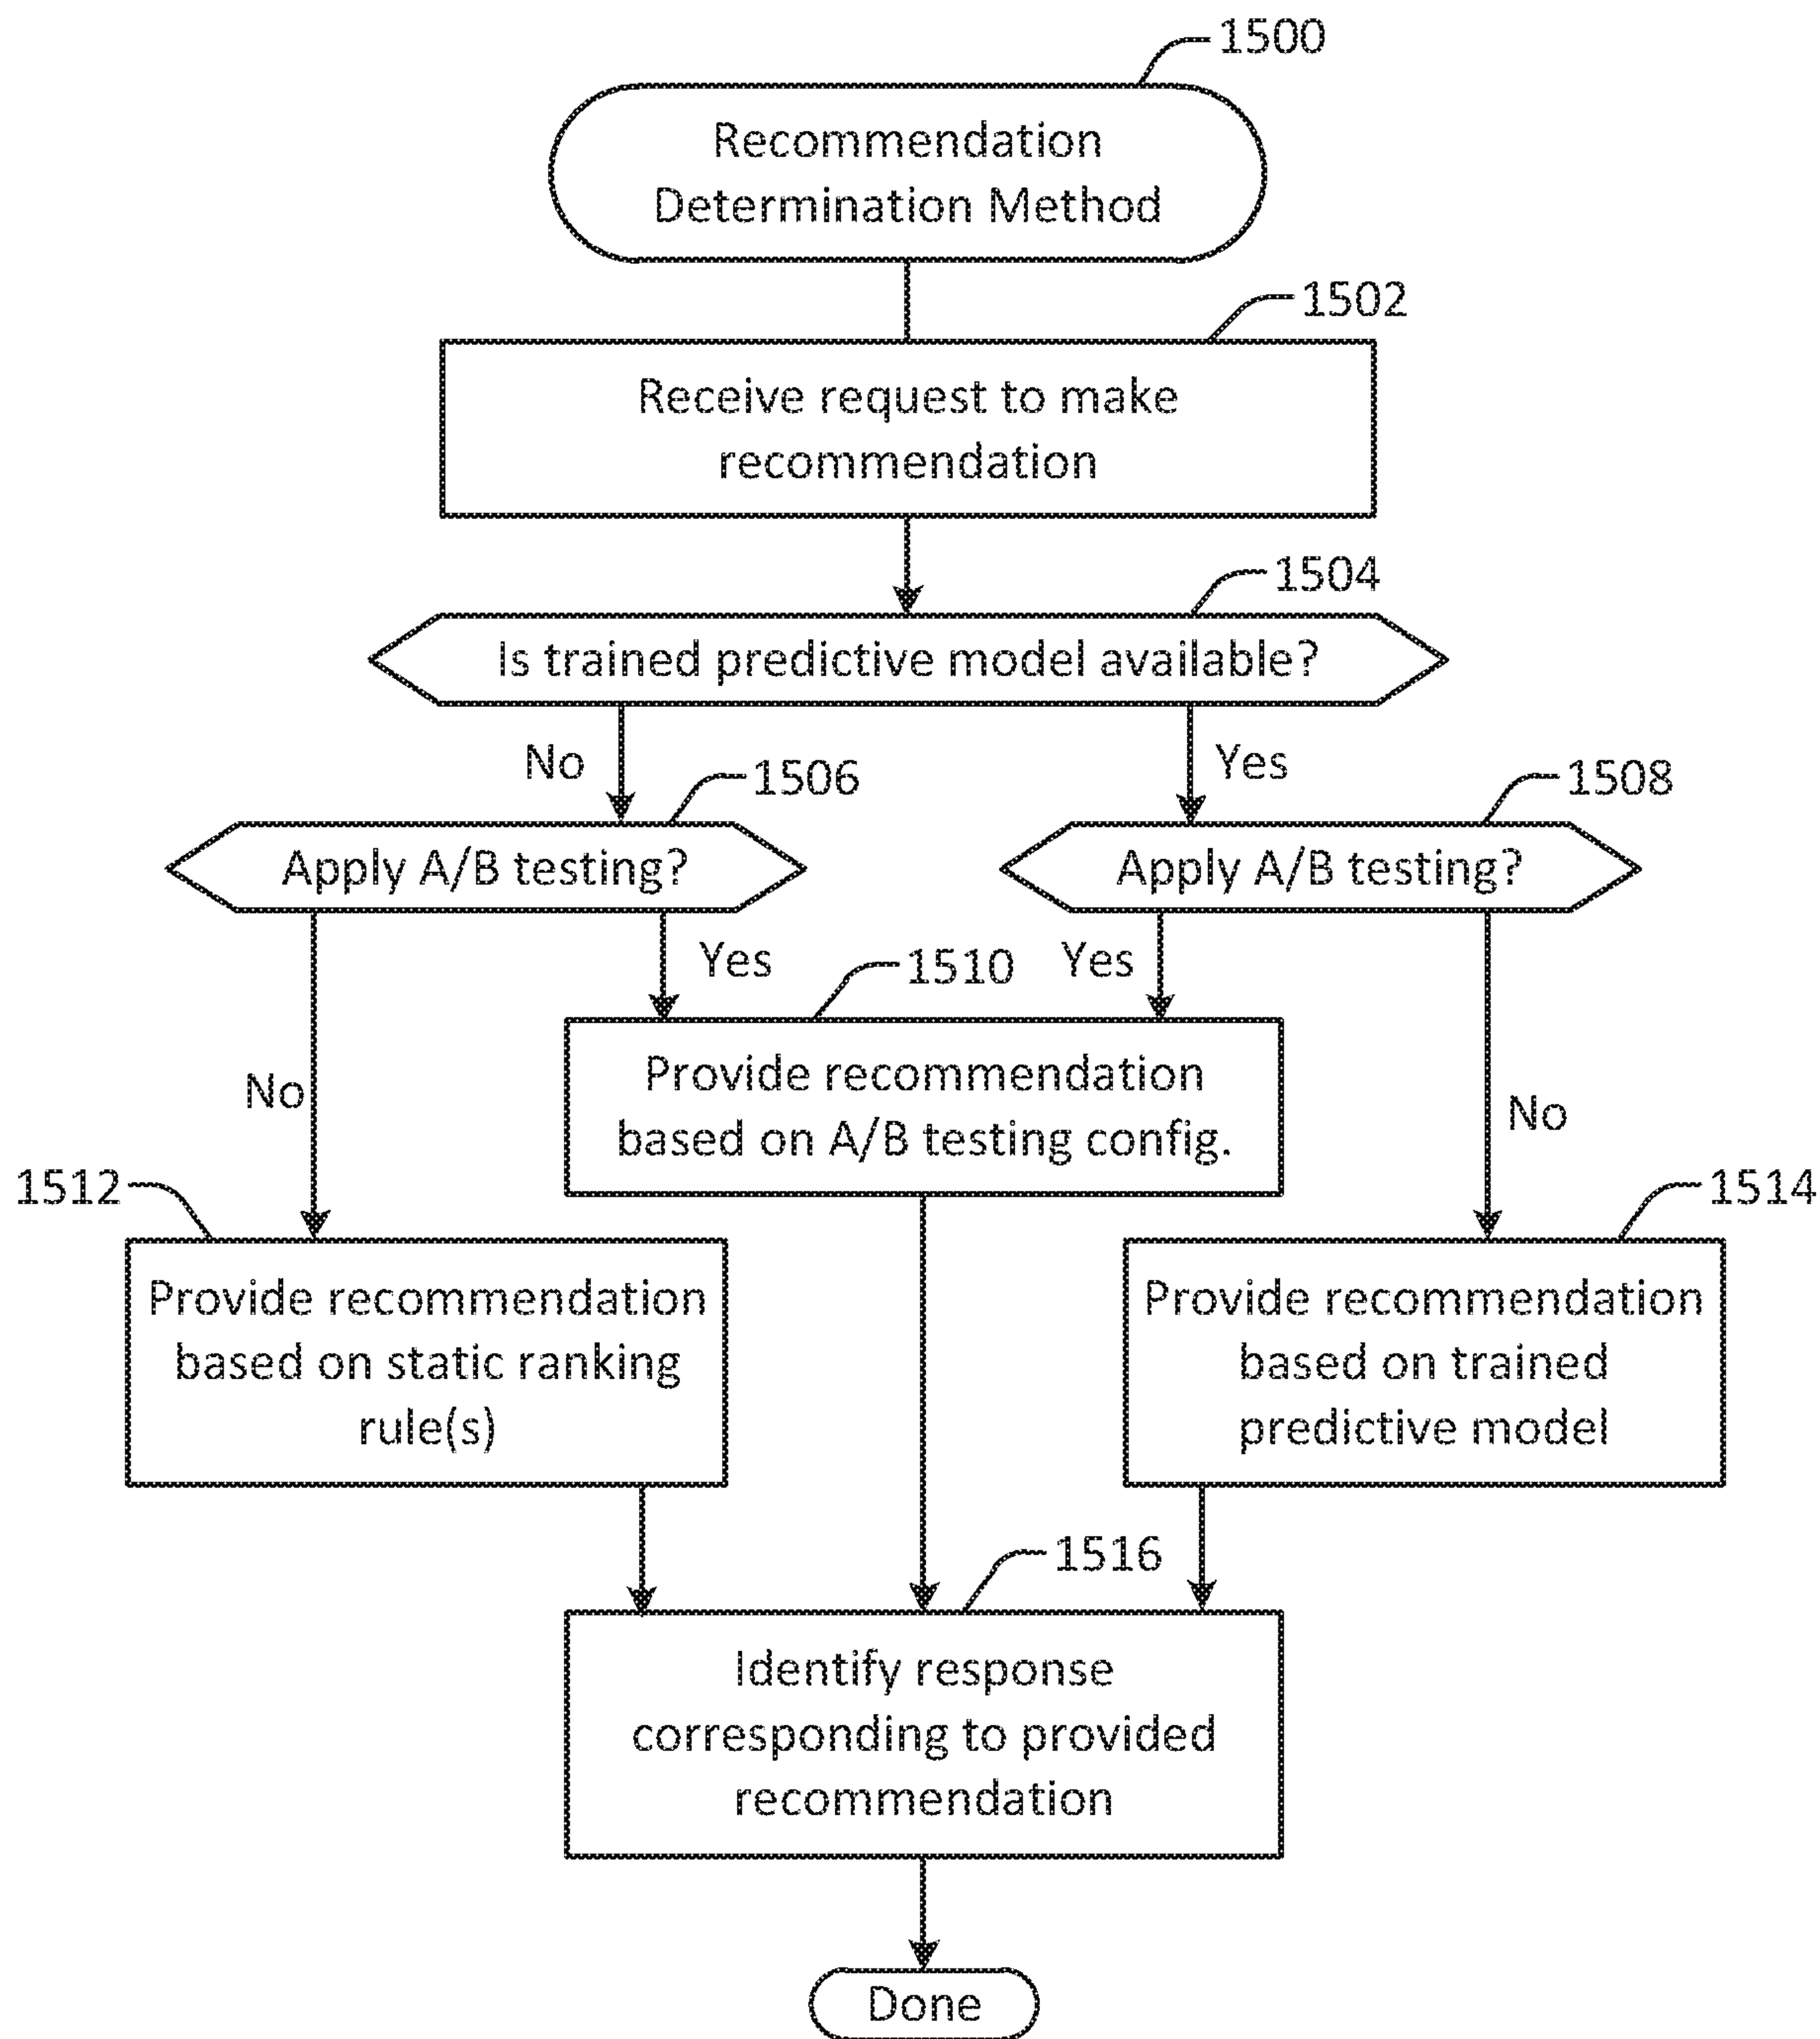 1500
Recommendation
Determination Method
1502
Receive request to make
recommendation
1504
Is trained predictive model available?
No
Yes
1506
1508
Apply A/B testing?
Apply A/B testing?
Yes
1510
Yes
Provide recommendation
based on A/B testing config.
No
No
1512
1514
Provide recommendation
based on static ranking
rule(s)
Provide recommendation
based on trained
predictive model
1516
Identify response
corresponding to provided
recommendation
Done